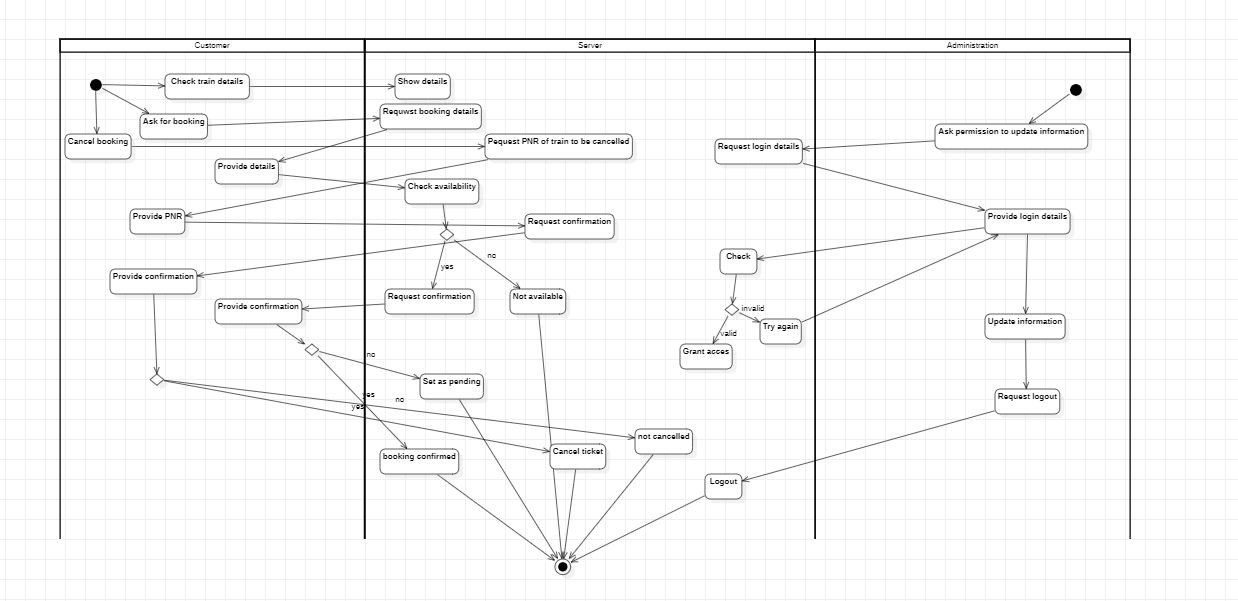 Customer
Server
Administration
Check train details
Show details
Requwst booking details
Ask for booking
Ask permission to update information
Cancel booking
Pequest PNR of train to be cancelled
Request login details
Provide details
Check availability
Provide PNR
Request confirmation
Provide login details
no
Check
yes
Provide confirmation
Request confirmation
Not available
Provide confirmation
invalid
Update information
Try again
valid
Grant acces
no
Set as pending
yes
no
yes
Request logout
not cancelled
Cancel ticket
booking confirmed
Logout